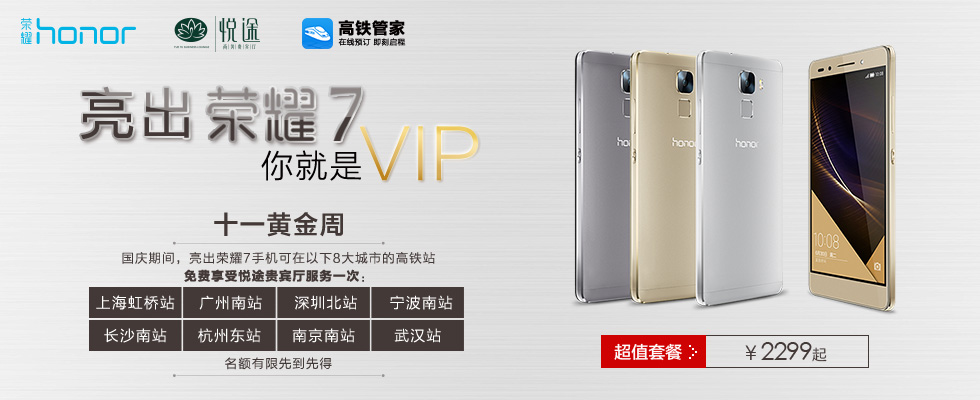 荣耀 honor
悦途
高铁管家
在线预订 即刻启程
亮出 荣耀7
你就是VIP
十一黄金周
国庆期间，亮出荣耀7手机可在以下8大城市的高铁站
免费享受悦途贵宾厅服务一次：
上海虹桥站 广州南站 深圳北站 宁波南站
长沙南站 杭州东站 南京南站 武汉站
名额有限先到先得
honor
honor
honor
10:08
超值套餐 ¥2299起